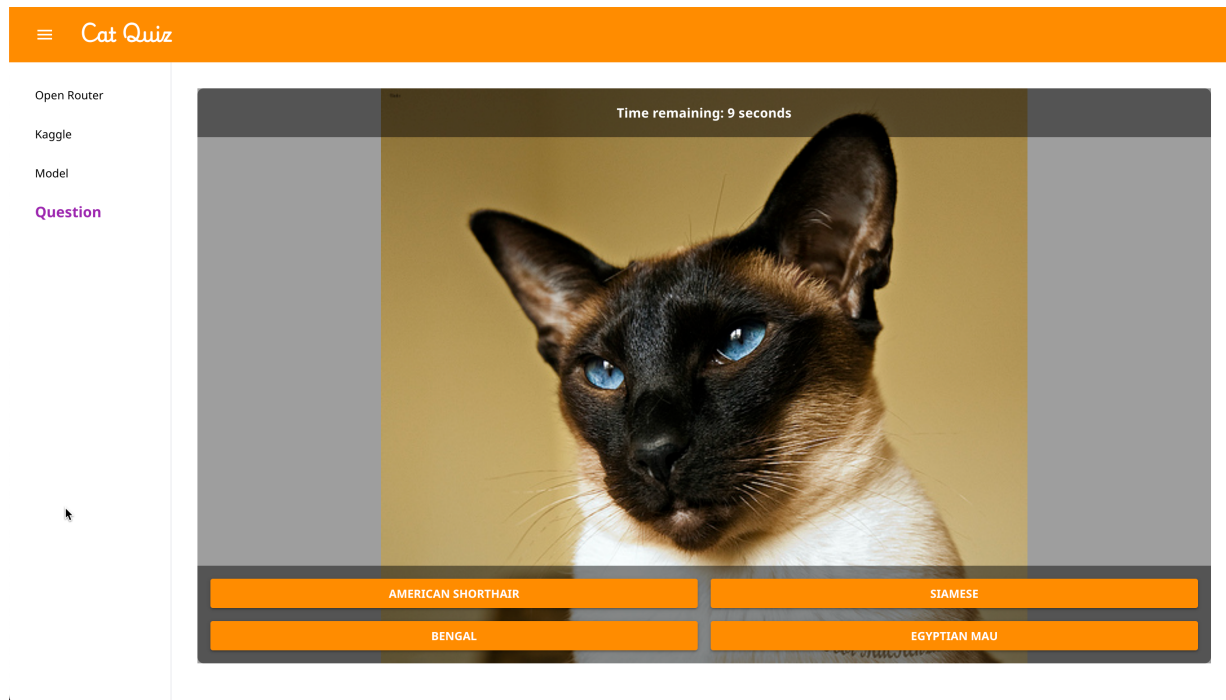 Cat Quiz
Open Router
Kaggle
Model
Question
Time remaining: 9 seconds
AMERICAN SHORTHAIR
SIAMESE
BENGAL
EGYPTIAN MAU